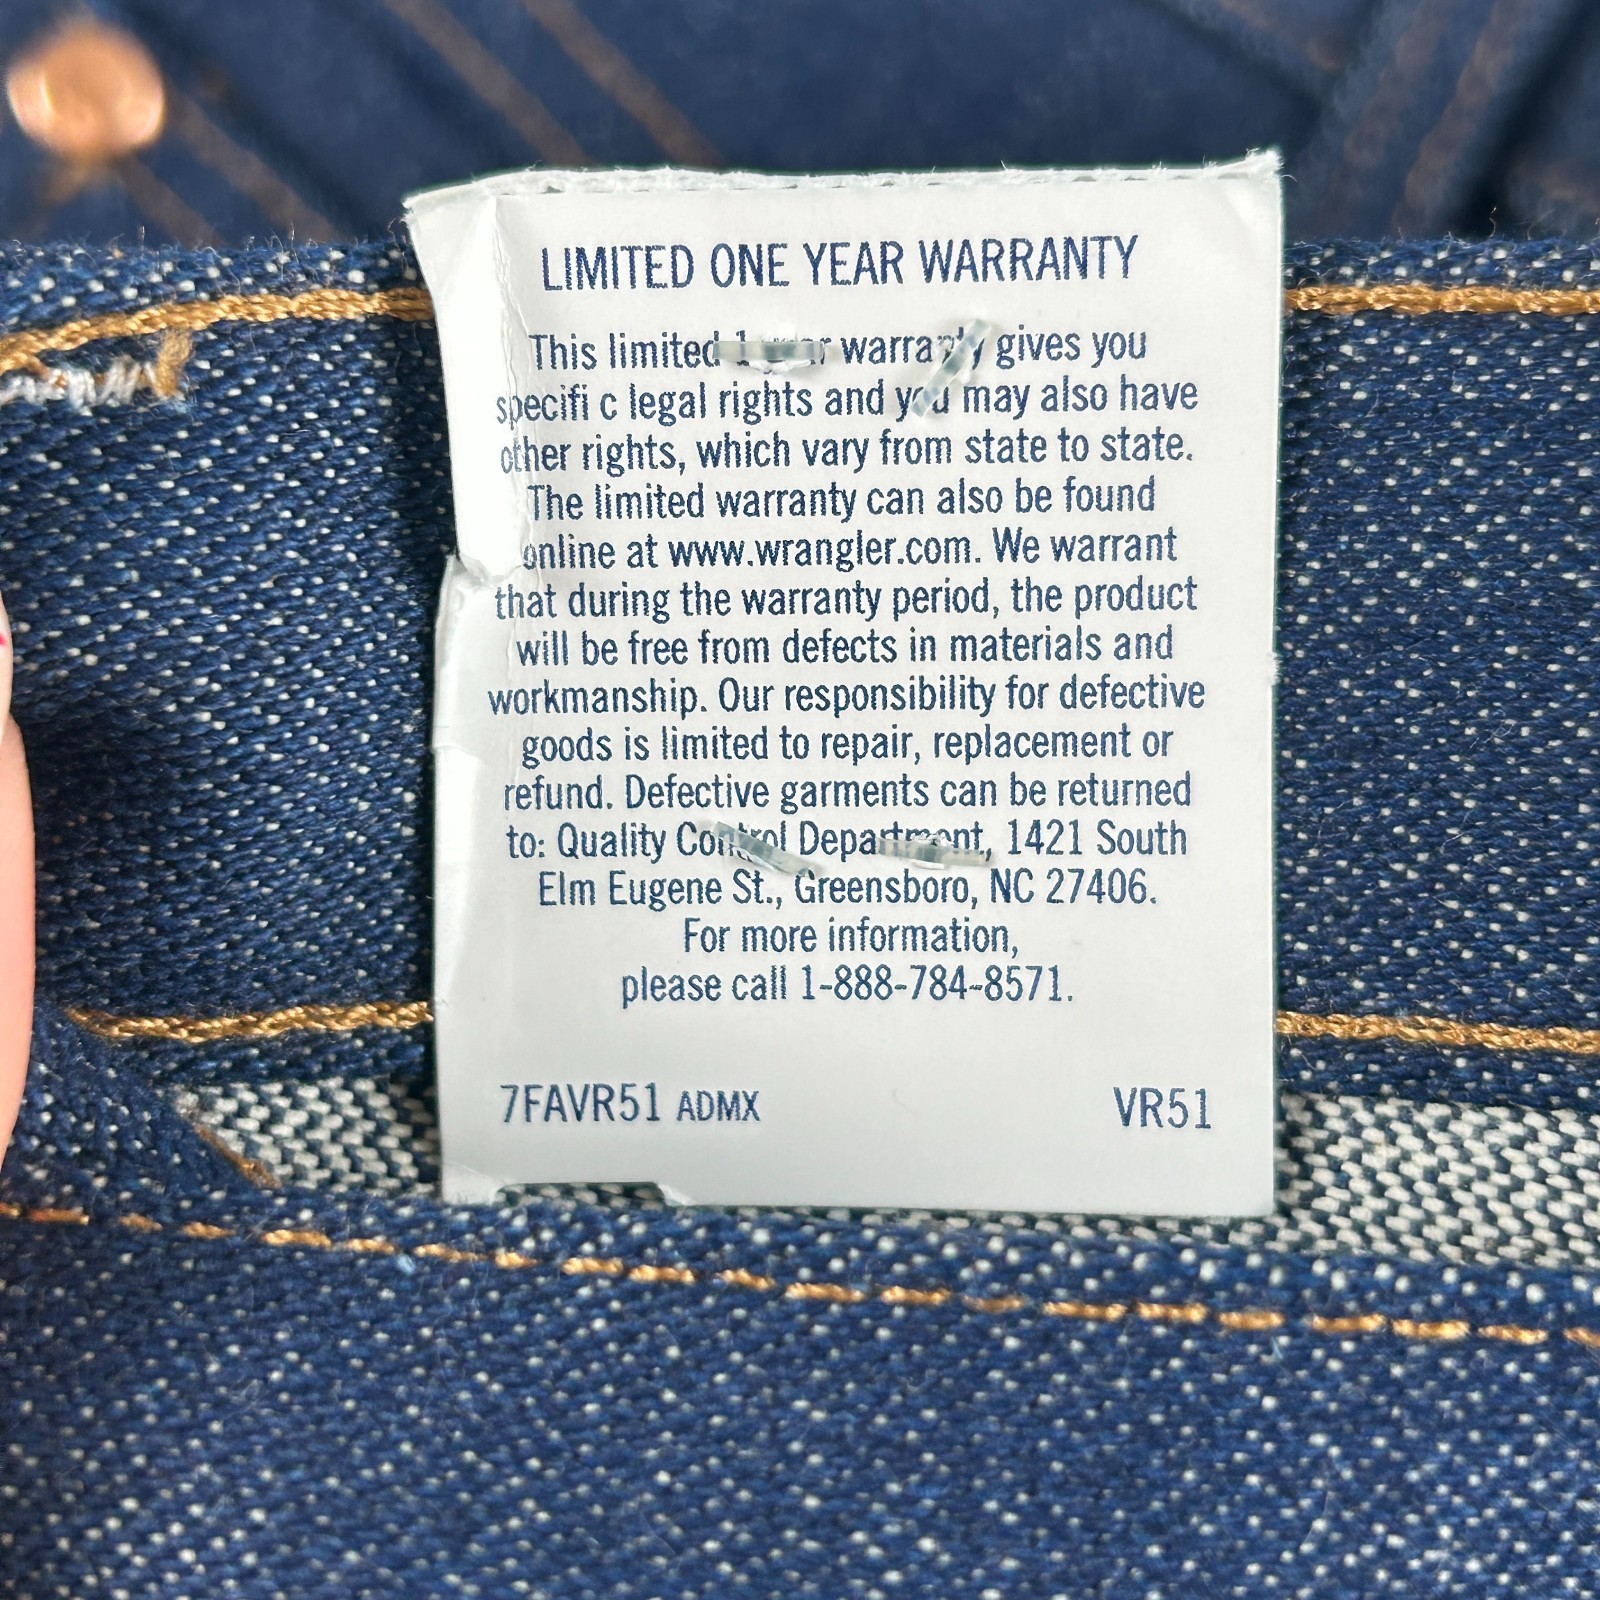 LIMITED ONE YEAR WARRANTY
This limited 1 year warranty gives you
specifi c legal rights and you may also have
other rights, which vary from state to state.
The limited warranty can also be found
online at www.wrangler.com. We warrant
that during the warranty period, the product
will be free from defects in materials and
workmanship. Our responsibility for defective
goods is limited to repair, replacement or
refund. Defective garments can be returned
to: Quality Control Department, 1421 South
Elm Eugene St., Greensboro, NC 27406.
For more information,
please call 1-888-784-8571.
7FAVR51 ADMX VR51